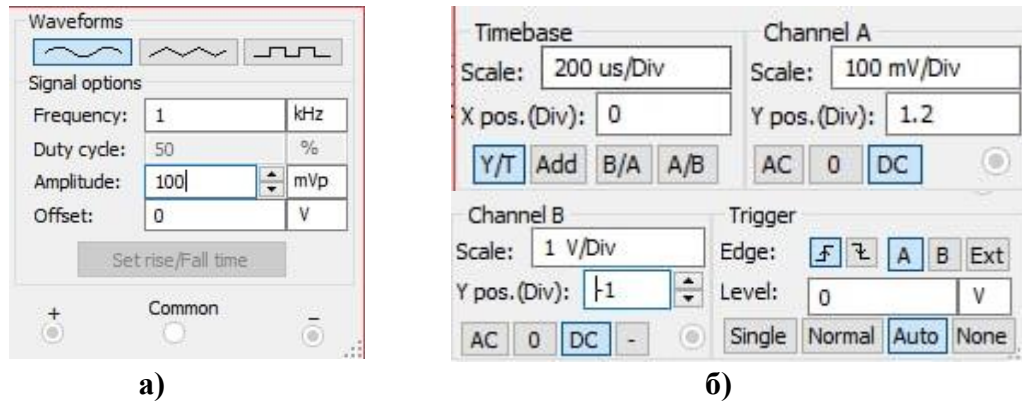 Waveforms
Signal options
Frequency: 1 kHz
Duty cycle: 50 %
Amplitude: 100 mVp
Offset: 0 V
Set rise/Fall time
+ Common –
а)
Timebase
Scale: 200 us/Div
X pos.(Div): 0
Y/T Add B/A A/B
Channel A
Scale: 100 mV/Div
Y pos.(Div): 1.2
AC 0 DC
Channel B
Scale: 1 V/Div
Y pos.(Div): -1
AC 0 DC -
Trigger
Edge: A B Ext
Level: 0 V
Single Normal Auto None
б)